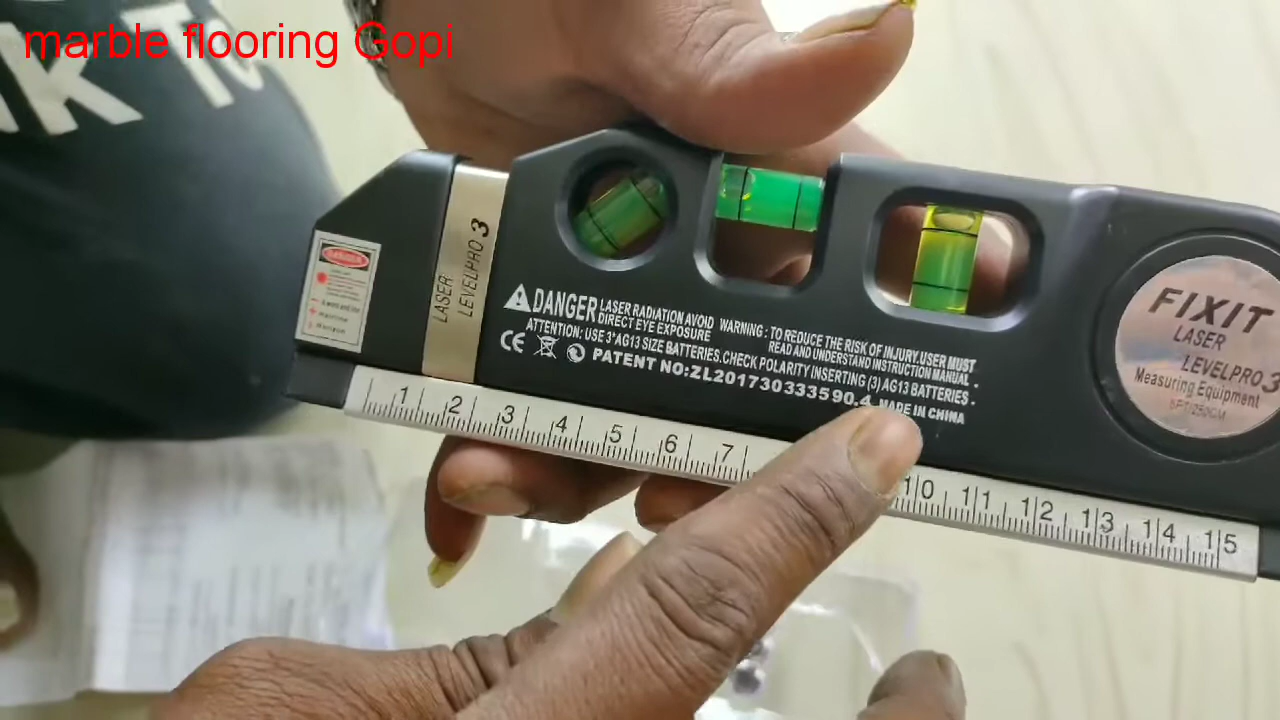 marble flooring Gopi
To
DANGER
LASER
LEVELPRO 3
DANGER LASER RADIATION AVOID
DIRECT EYE EXPOSURE
WARNING : TO REDUCE THE RISK OF INJURY.USER MUST
READ AND UNDERSTAND INSTRUCTION MANUAL .
ATTENTION: USE 3*AG13 SIZE BATTERIES.CHECK POLARITY INSERTING (3) AG13 BATTERIES .
CE PATENT NO:ZL201730333590.4 MADE IN CHINA
FIXIT
LASER
LEVELPRO 3
Measuring Equipment
1 2 3 4 5 6 7 10 11 12 13 14 15